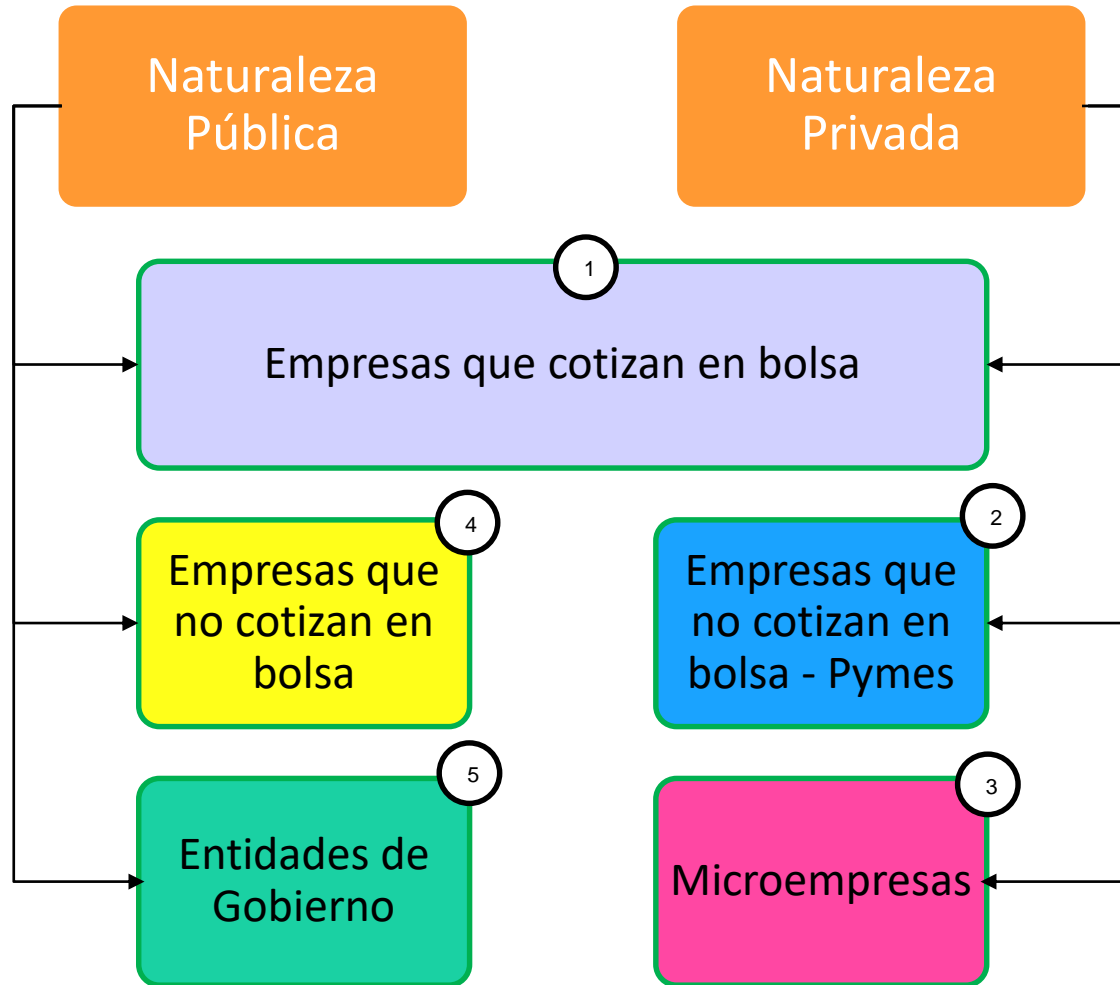 Naturaleza
Pública
Naturaleza
Privada
1
Empresas que cotizan en bolsa
4
Empresas que
no cotizan en
bolsa
2
Empresas que
no cotizan en
bolsa - Pymes
5
Entidades de
Gobierno
3
Microempresas